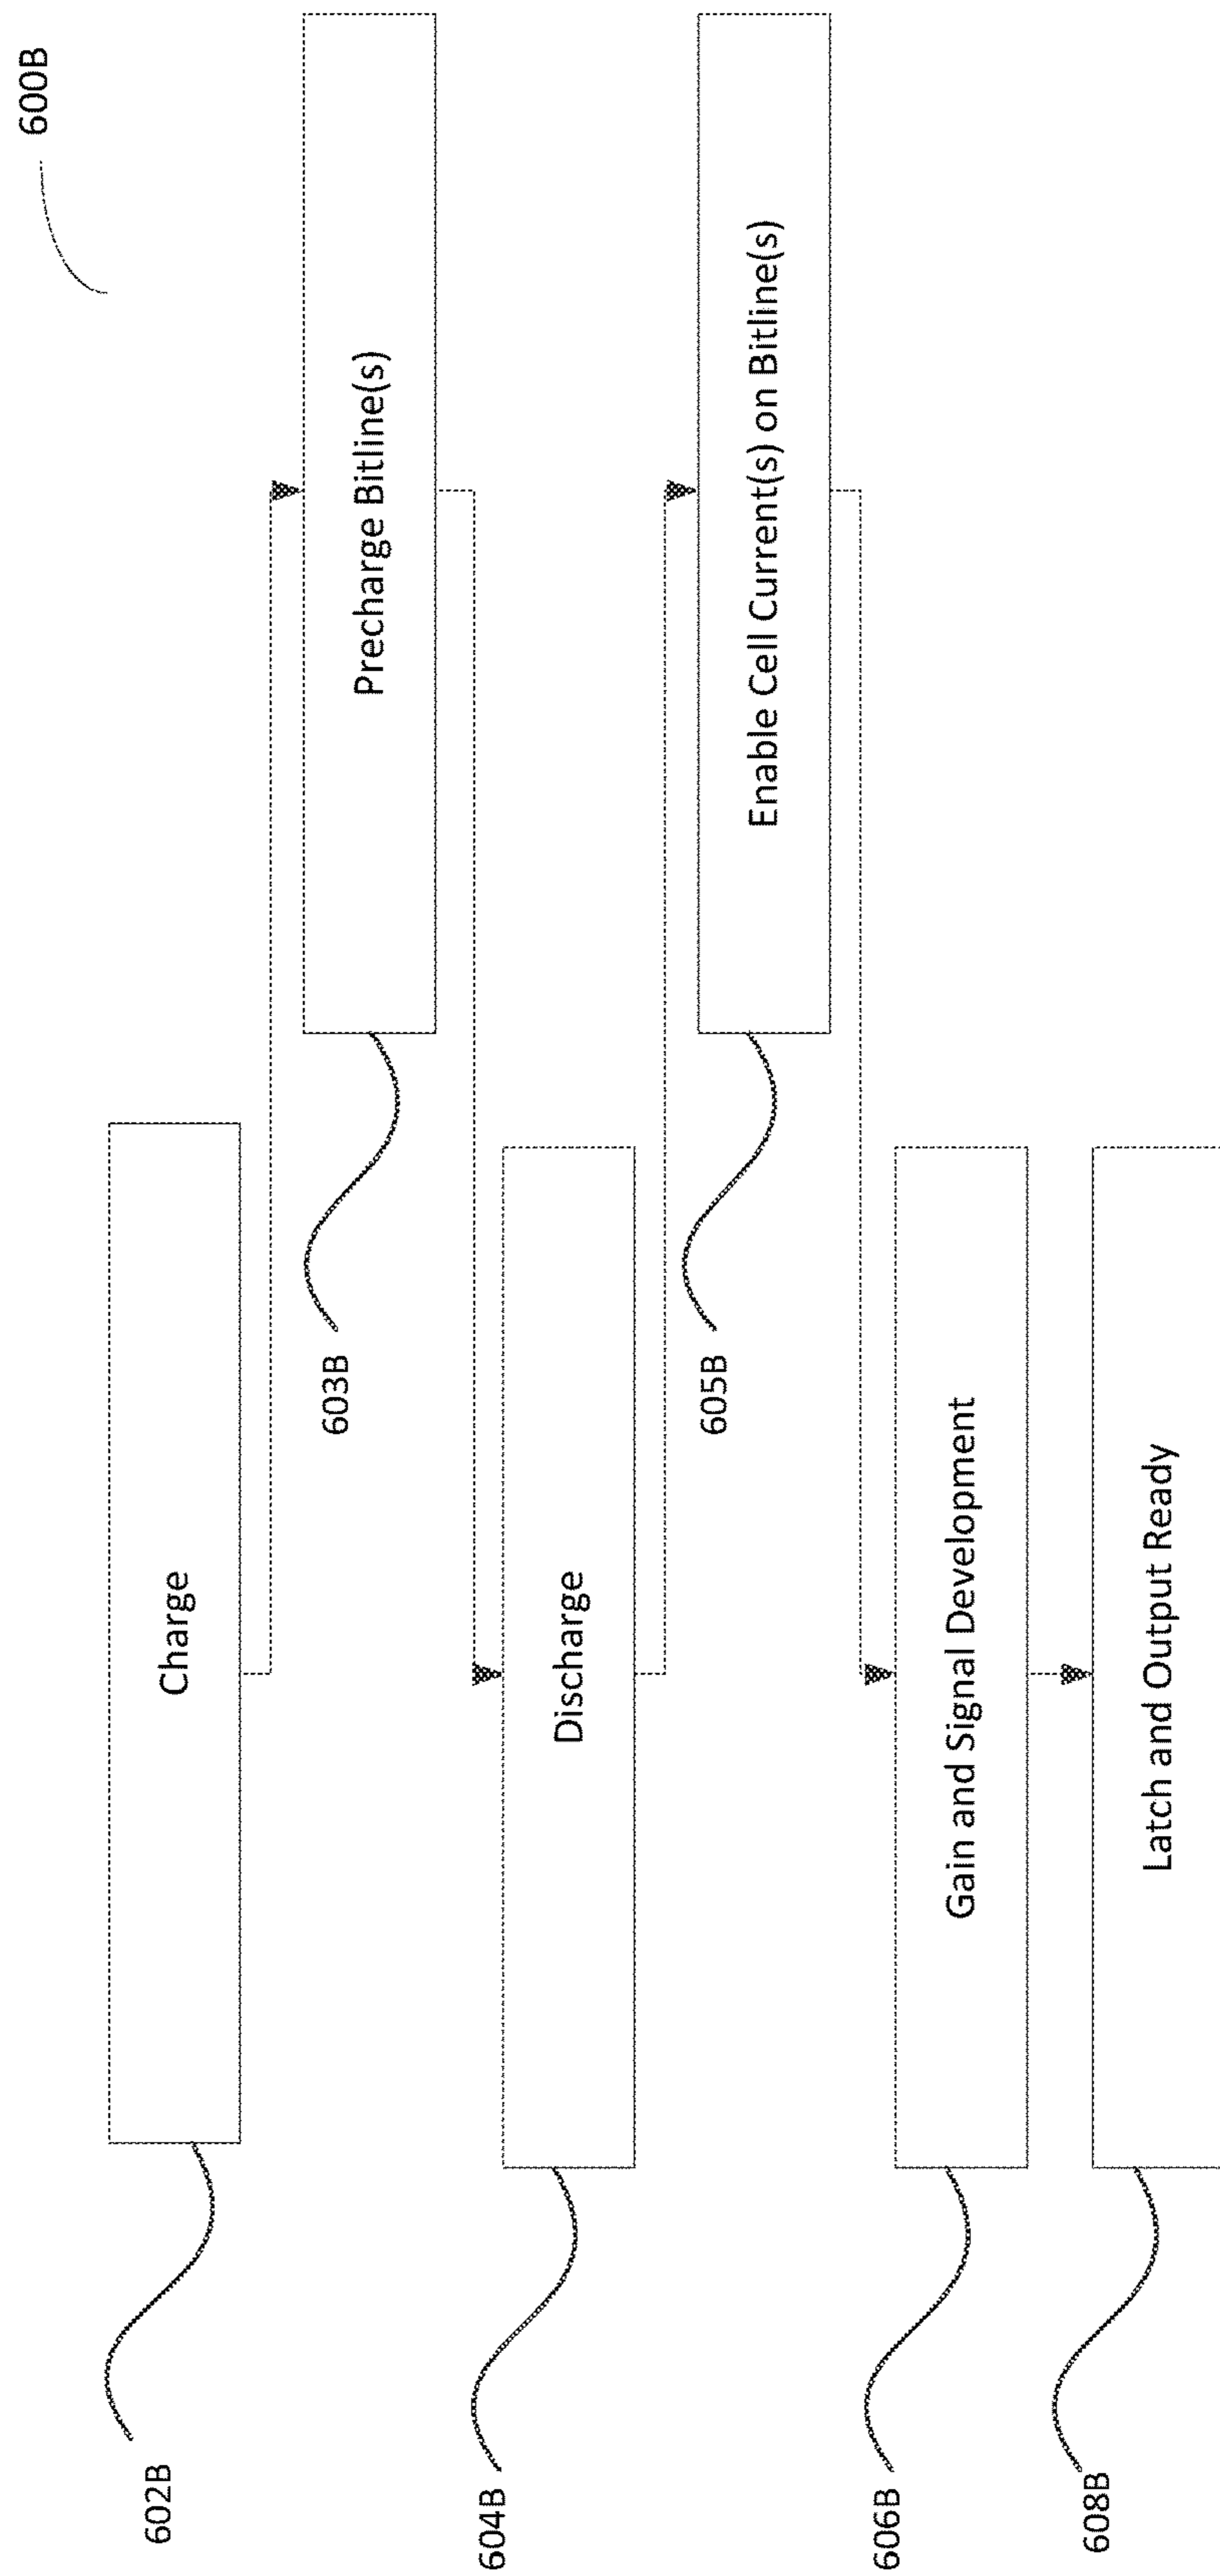 600B
602B
Charge
Precharge Bitline(s)
603B
604B
Discharge
Enable Cell Current(s) on Bitline(s)
605B
606B
Gain and Signal Development
608B
Latch and Output Ready